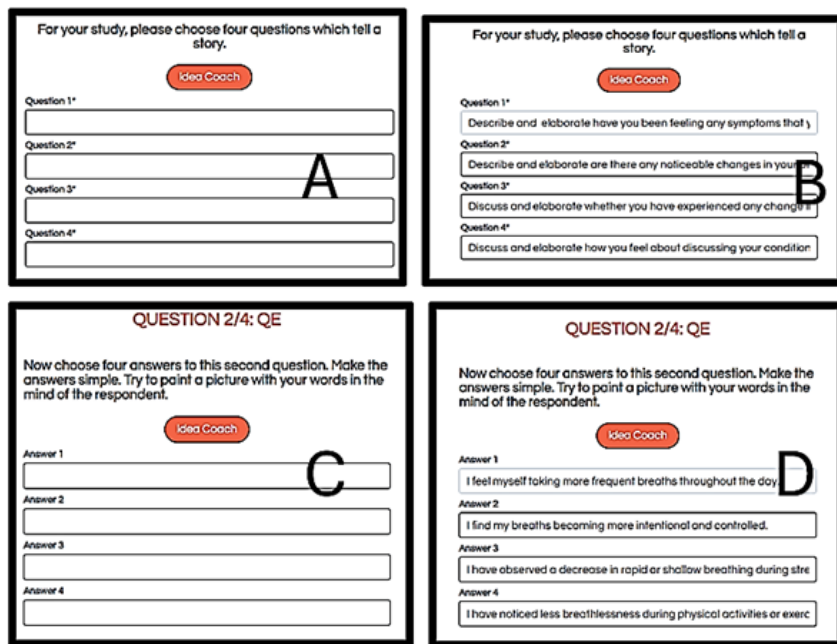 For your study, please choose four questions which tell a
story.
Idea Coach
Question 1*
Question 2*
Question 3*
Question 4*
A
For your study, please choose four questions which tell a
story.
Idea Coach
Question 1*
Describe and elaborate have you been feeling any symptoms that
Question 2*
Describe and elaborate are there any noticeable changes in your
Question 3*
Discuss and elaborate whether you have experienced any change
Question 4*
Discuss and elaborate how you feel about discussing your condition
B
QUESTION 2/4: QE
Now choose four answers to this second question. Make the
answers simple. Try to paint a picture with your words in the
mind of the respondent.
Idea Coach
Answer 1
Answer 2
Answer 3
Answer 4
C
QUESTION 2/4: QE
Now choose four answers to this second question. Make the
answers simple. Try to paint a picture with your words in the
mind of the respondent.
Idea Coach
Answer 1
I feel myself taking more frequent breaths throughout the day.
Answer 2
I find my breaths becoming more intentional and controlled.
Answer 3
I have observed a decrease in rapid or shallow breathing during stre
Answer 4
I have noticed less breathlessness during physical activities or exerc
D